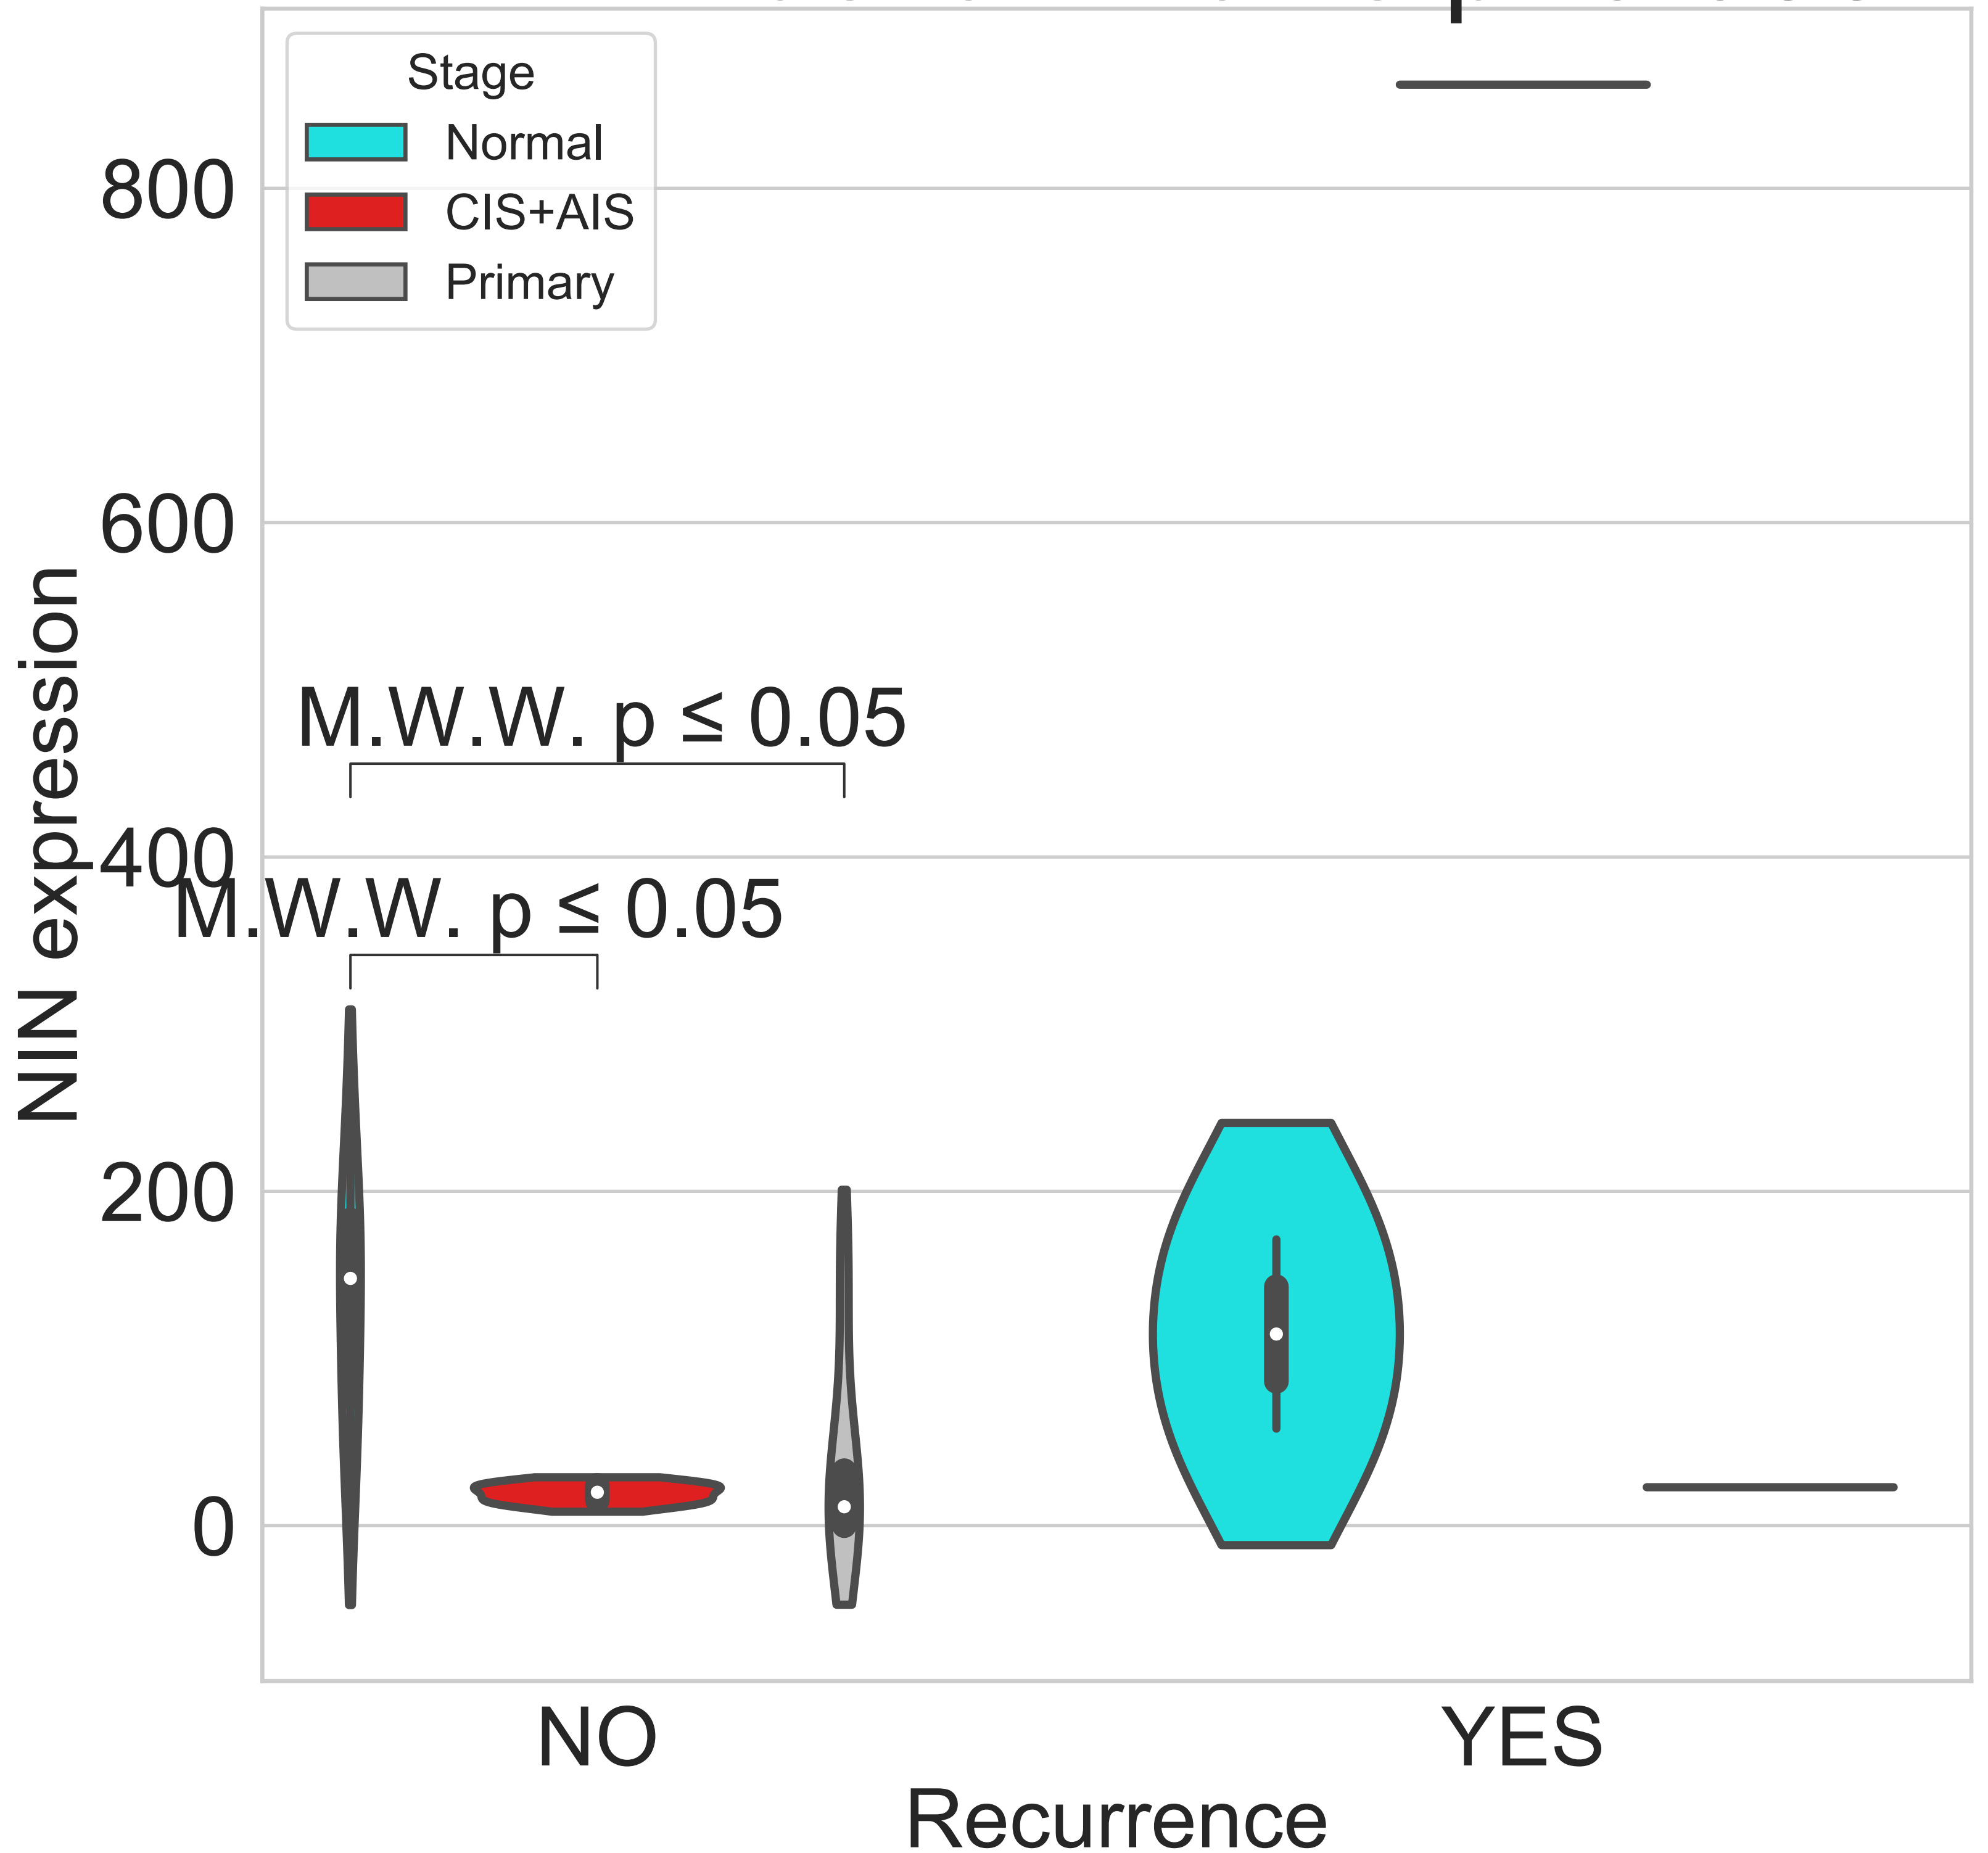 Stage
Normal
CIS+AIS
Primary
800
600
400
200
0
NIN expression
M.W.W. p ≤ 0.05
M.W.W. p ≤ 0.05
NO
YES
Recurrence